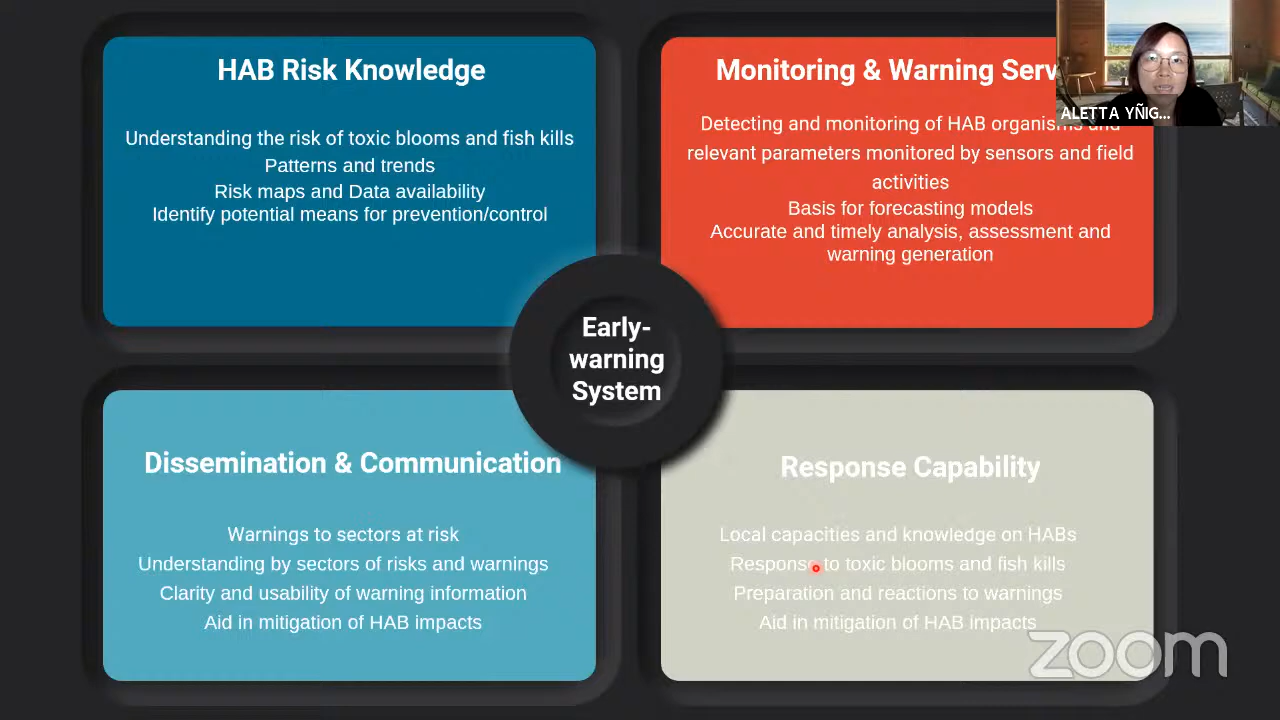 HAB Risk Knowledge
Understanding the risk of toxic blooms and fish kills
Patterns and trends
Risk maps and Data availability
Identify potential means for prevention/control
Monitoring & Warning Serv
Detecting and monitoring of HAB organisms and
relevant parameters monitored by sensors and field
activities
Basis for forecasting models
Accurate and timely analysis, assessment and
warning generation
ALETTA YÑIG...
Early-
warning
System
Dissemination & Communication
Warnings to sectors at risk
Understanding by sectors of risks and warnings
Clarity and usability of warning information
Aid in mitigation of HAB impacts
Response Capability
Local capacities and knowledge on HABs
Response to toxic blooms and fish kills
Preparation and reactions to warnings
Aid in mitigation of HAB impacts
zoom